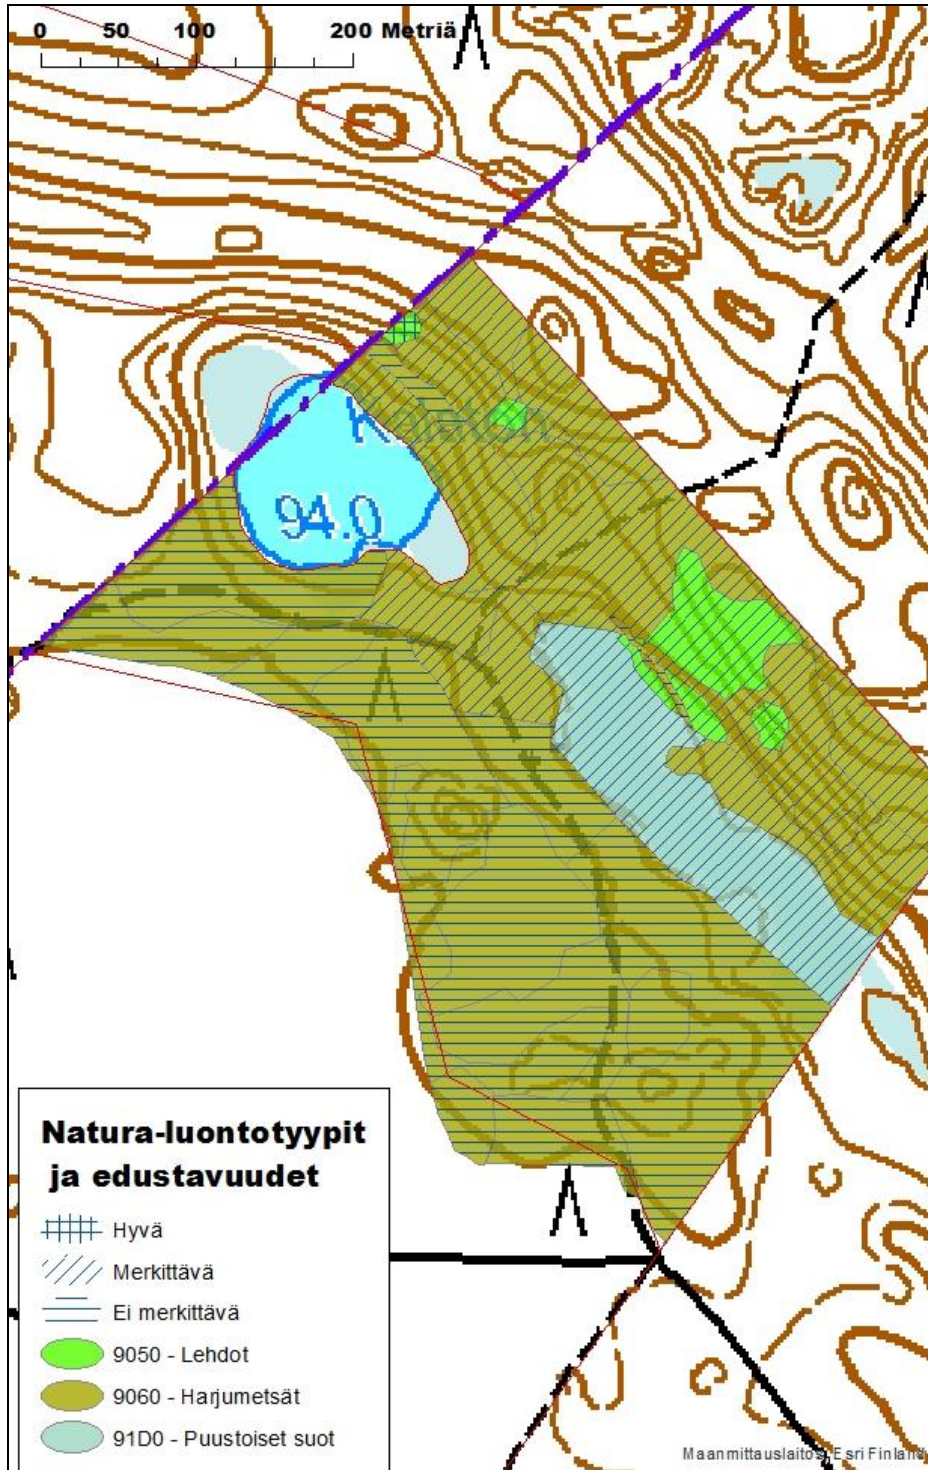 0 50 100 200 Metriä
94.0
Natura-luontotyypit
ja edustavuudet
Hyvä
Merkittävä
Ei merkittävä
9050 - Lehdot
9060 - Harjumetsät
91D0 - Puustoiset suot
Maanmittauslaitos, Esri Finland